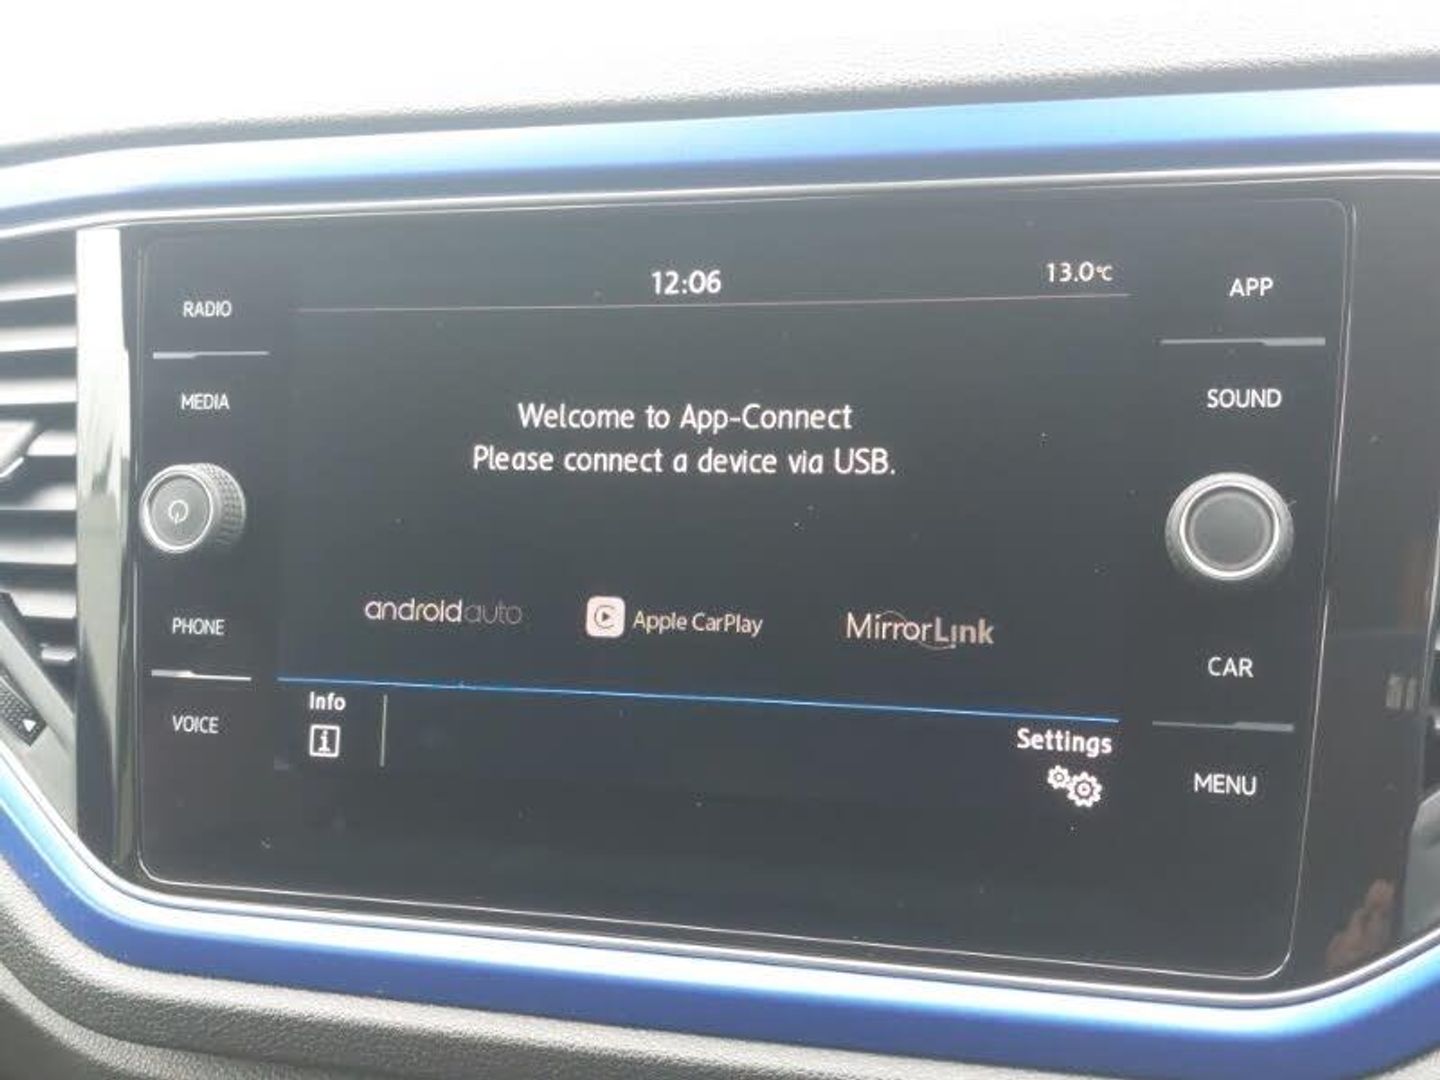 12:06
13.0°C
RADIO
MEDIA
PHONE
VOICE
Welcome to App-Connect
Please connect a device via USB.
androidauto
Apple CarPlay
MirrorLink
Info
i
Settings
APP
SOUND
CAR
MENU